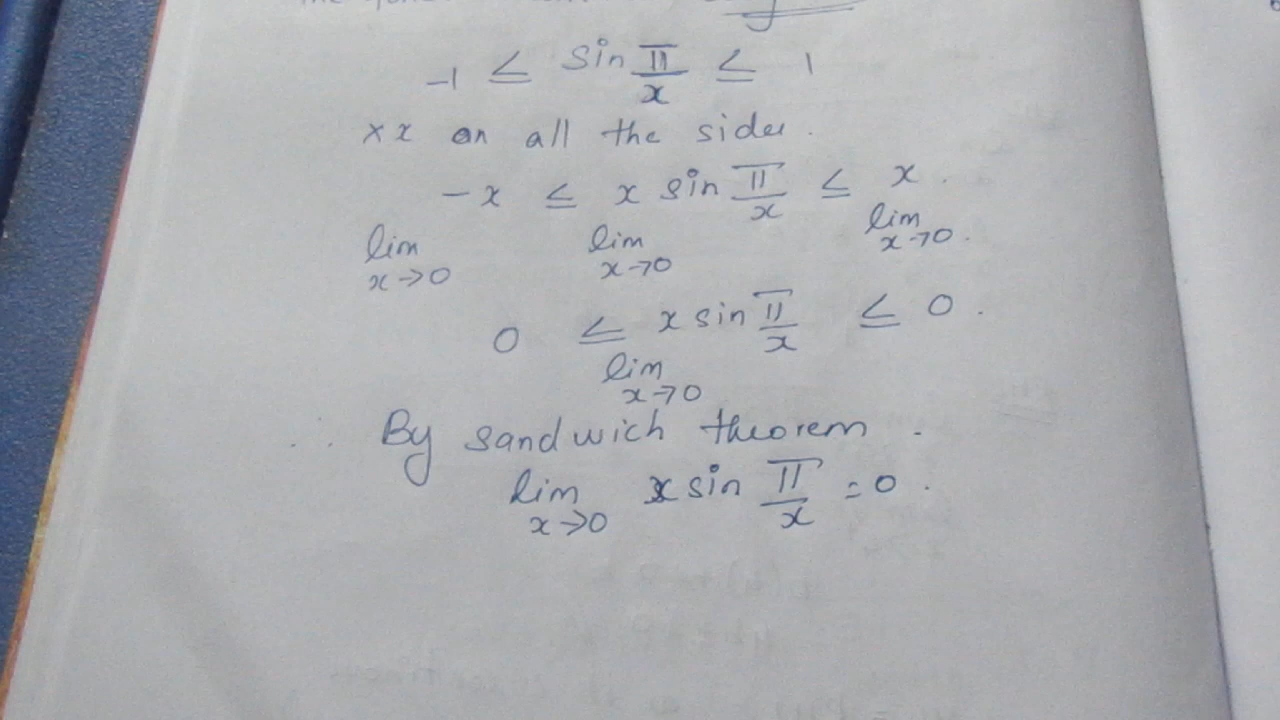 -1 ≤ sin π/x ≤ 1
×x on all the sides.
-x ≤ x sin π/x ≤ x.
lim x→0 lim x→0 lim x→0.
0 ≤ x sin π/x ≤ 0.
lim x→0
∴ By sandwich theorem.
lim x→0 x sin π/x = 0.